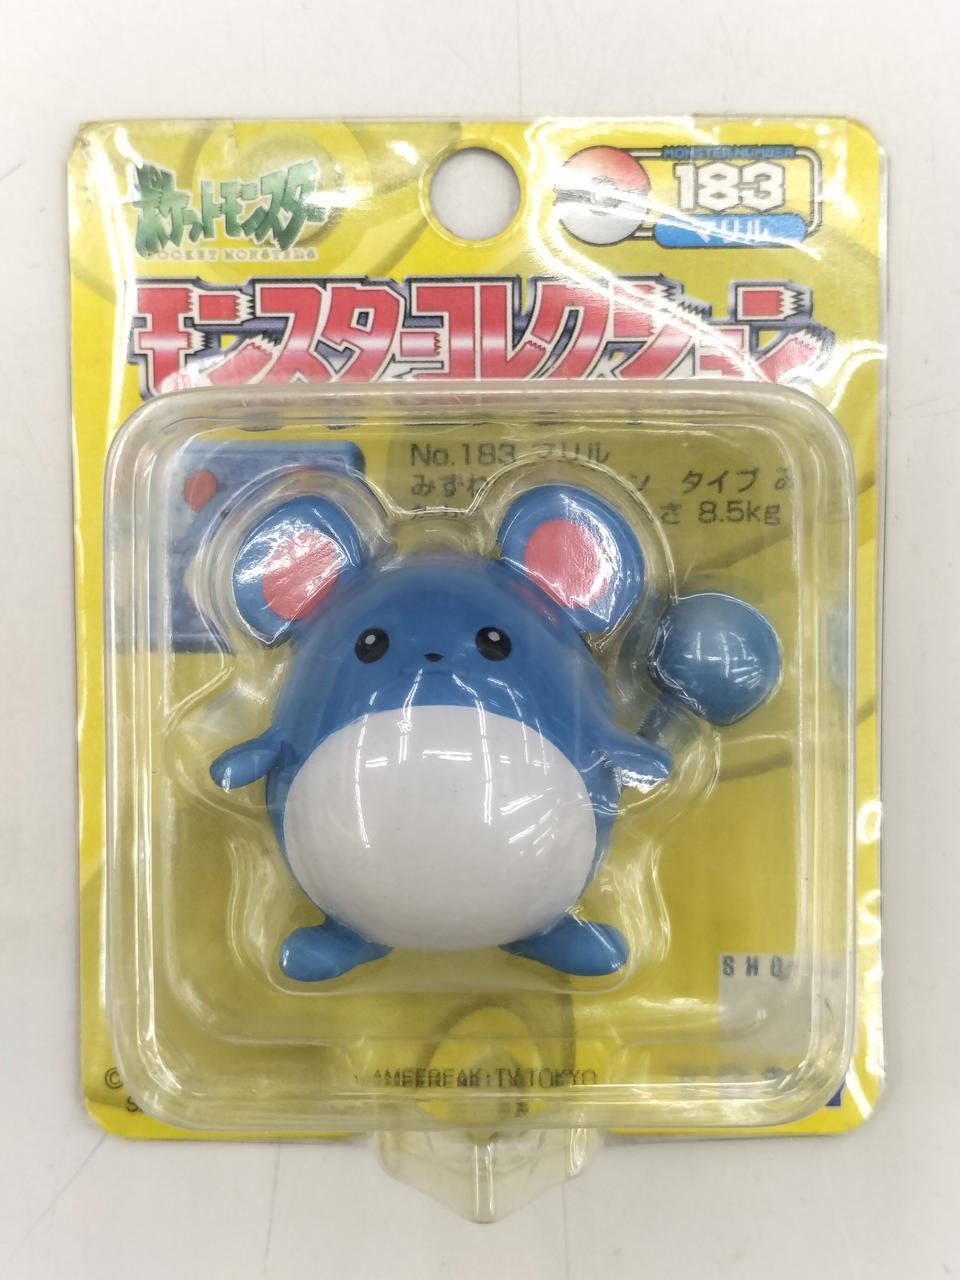 ポケットモンスター
POCKET MONSTERS
MONSTER NUMBER
183
マリル
モンスターコレクション
No.183 マリル
みずね
ン タイプ み
さ 8.5kg
SHO
©
GAMEFREAK·TV TOKYO